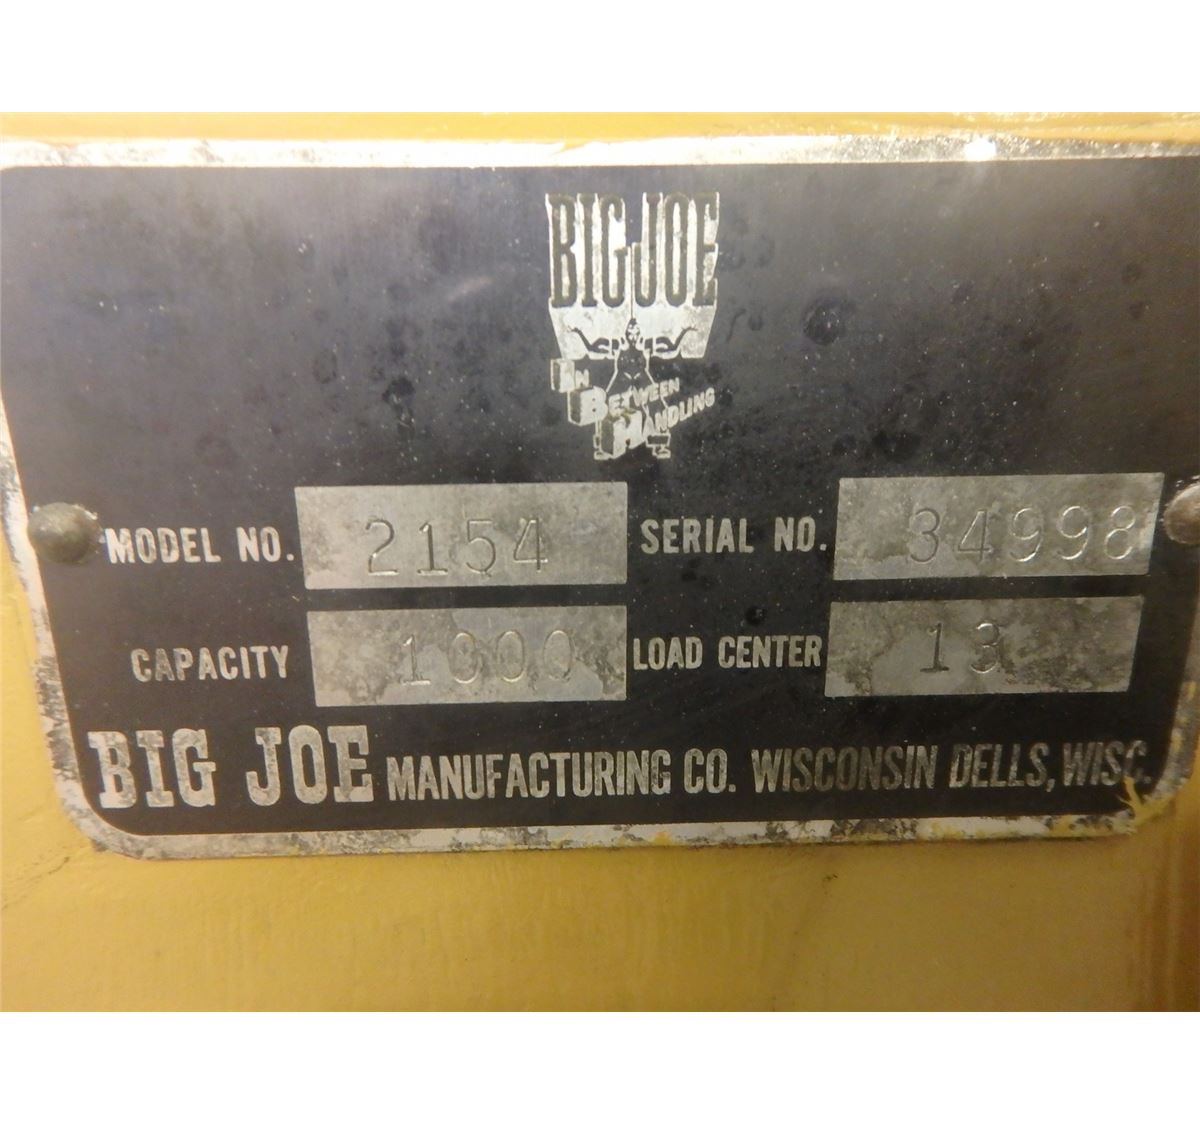 BIG JOE
IN
BETWEEN
HANDLING
MODEL NO. 2154 SERIAL NO. 34998
CAPACITY 1000 LOAD CENTER 13
BIG JOE MANUFACTURING CO. WISCONSIN DELLS, WISC.